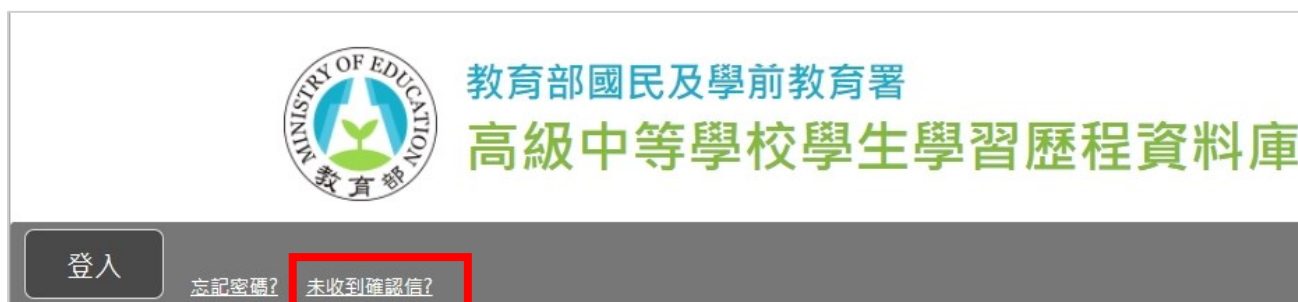 MINISTRY OF EDUCATION
教育部
教育部國民及學前教育署
高級中等學校學生學習歷程資料庫
登入
忘記密碼? 未收到確認信?